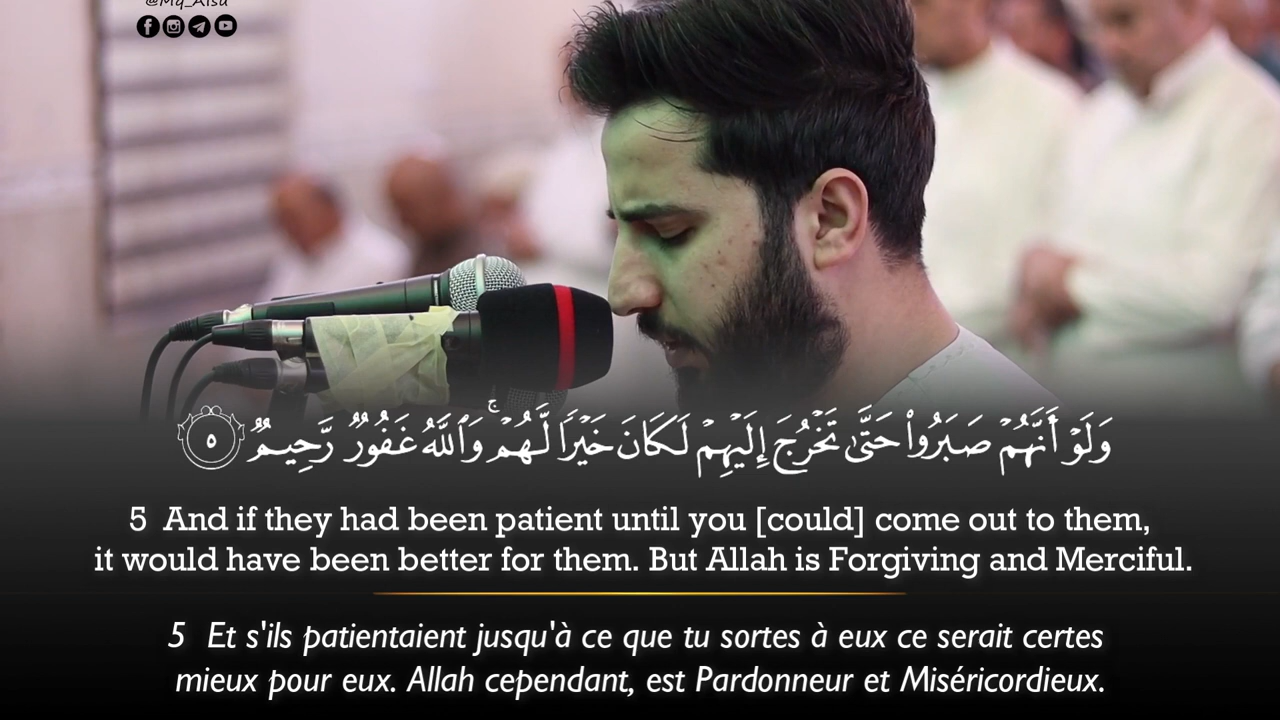 @My_Alsu
وَلَوْ أَنَّهُمْ صَبَرُوا۟ حَتَّىٰ تَخْرُجَ إِلَيْهِمْ لَكَانَ خَيْرًا لَّهُمْ ۚ وَٱللَّهُ غَفُورٌ رَّحِيمٌ ٥
5 And if they had been patient until you [could] come out to them,
it would have been better for them. But Allah is Forgiving and Merciful.
5 Et s'ils patientaient jusqu'à ce que tu sortes à eux ce serait certes
mieux pour eux. Allah cependant, est Pardonneur et Miséricordieux.